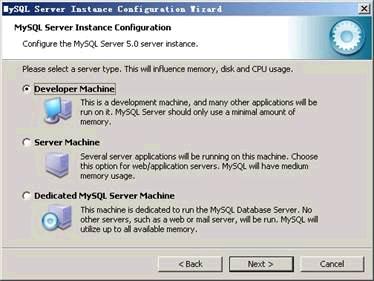 MySQL Server Instance Configuration Wizard
MySQL Server Instance Configuration
Configure the MySQL Server 5.0 server instance.
Please select a server type. This will influence memory, disk and CPU usage.
Developer Machine
This is a development machine, and many other applications will be
run on it. MySQL Server should only use a minimal amount of
memory.
Server Machine
Several server applications will be running on this machine. Choose
this option for web/application servers. MySQL will have medium
memory usage.
Dedicated MySQL Server Machine
This machine is dedicated to run the MySQL Database Server. No
other servers, such as a web or mail server, will be run. MySQL will
utilize up to all available memory.
< Back
Next >
Cancel